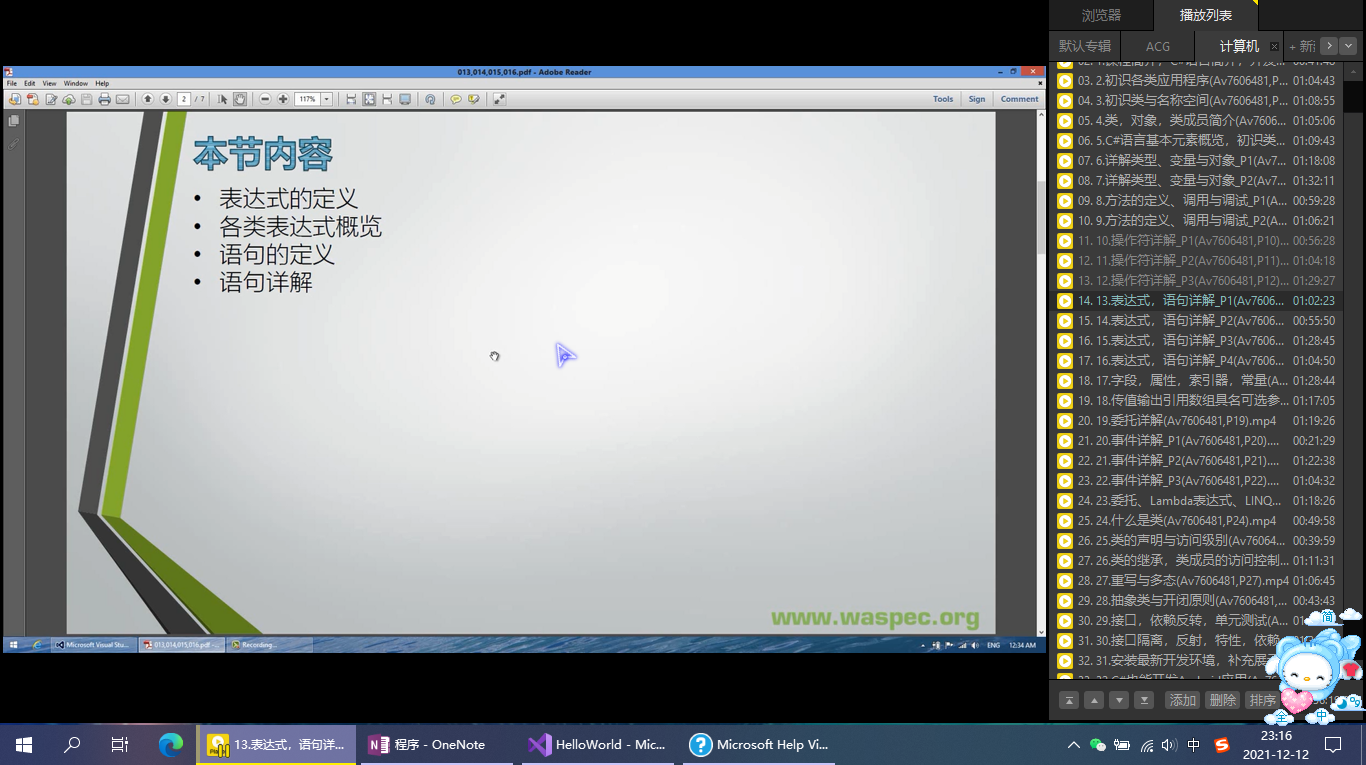 013,014,015,016.pdf - Adobe Reader
File Edit View Window Help
2 / 7 117% Tools Sign Comment
本节内容
• 表达式的定义
• 各类表达式概览
• 语句的定义
• 语句详解
www.waspec.org
Microsoft Visual Stu... 013,014,015,016.pdf -... Recording... ENG 12:34 AM
浏览器 播放列表
默认专辑 ACG 计算机 + 新
03. 2.初识各类应用程序(Av7606481,P... 01:04:43
04. 3.初识类与名称空间(Av7606481,P... 01:08:55
05. 4.类，对象，类成员简介(Av7606... 01:05:06
06. 5.C#语言基本元素概览，初识类... 01:09:43
07. 6.详解类型、变量与对象_P1(Av7... 01:18:08
08. 7.详解类型、变量与对象_P2(Av7... 01:32:11
09. 8.方法的定义、调用与调试_P1(A... 00:59:28
10. 9.方法的定义、调用与调试_P2(A... 01:06:21
11. 10.操作符详解_P1(Av7606481,P10)... 00:56:28
12. 11.操作符详解_P2(Av7606481,P11)... 01:04:18
13. 12.操作符详解_P3(Av7606481,P12)... 01:29:27
14. 13.表达式，语句详解_P1(Av7606... 01:02:23
15. 14.表达式，语句详解_P2(Av7606... 00:55:50
16. 15.表达式，语句详解_P3(Av7606... 01:28:45
17. 16.表达式，语句详解_P4(Av7606... 01:04:50
18. 17.字段，属性，索引器，常量(A... 01:28:44
19. 18.传值输出引用数组具名可选参... 01:17:05
20. 19.委托详解(Av7606481,P19).mp4 01:19:26
21. 20.事件详解_P1(Av7606481,P20).... 00:21:29
22. 21.事件详解_P2(Av7606481,P21).... 01:22:38
23. 22.事件详解_P3(Av7606481,P22).... 01:04:32
24. 23.委托、Lambda表达式、LINQ... 01:18:26
25. 24.什么是类(Av7606481,P24).mp4 00:49:58
26. 25.类的声明与访问级别(Av76064... 00:39:59
27. 26.类的继承，类成员的访问控制... 01:11:31
28. 27.重写与多态(Av7606481,P27).mp4 01:06:45
29. 28.抽象类与开闭原则(Av7606481,... 00:43:43
30. 29.接口，依赖反转，单元测试(A...
31. 30.接口隔离，反射，特性，依赖
32. 31.安装最新开发环境，补充展
添加 删除 排序
简
全 中
13.表达式，语句详... 程序 - OneNote HelloWorld - Mic... Microsoft Help Vi... 中 23:16
2021-12-12